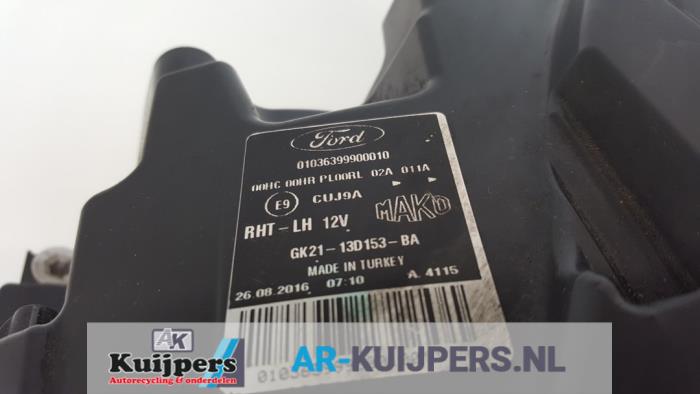 Ford
01036399900010
00HC 00HR PL00RL 02A 011A
E9 CUJ9A
MAKO
RHT-LH 12V
GK21-13D153-BA
MADE IN TURKEY
26.08.2016 07:10 A. 4115
AK
Kuijpers
Autorecycling & onderdelen
AR-KUIJPERS.NL